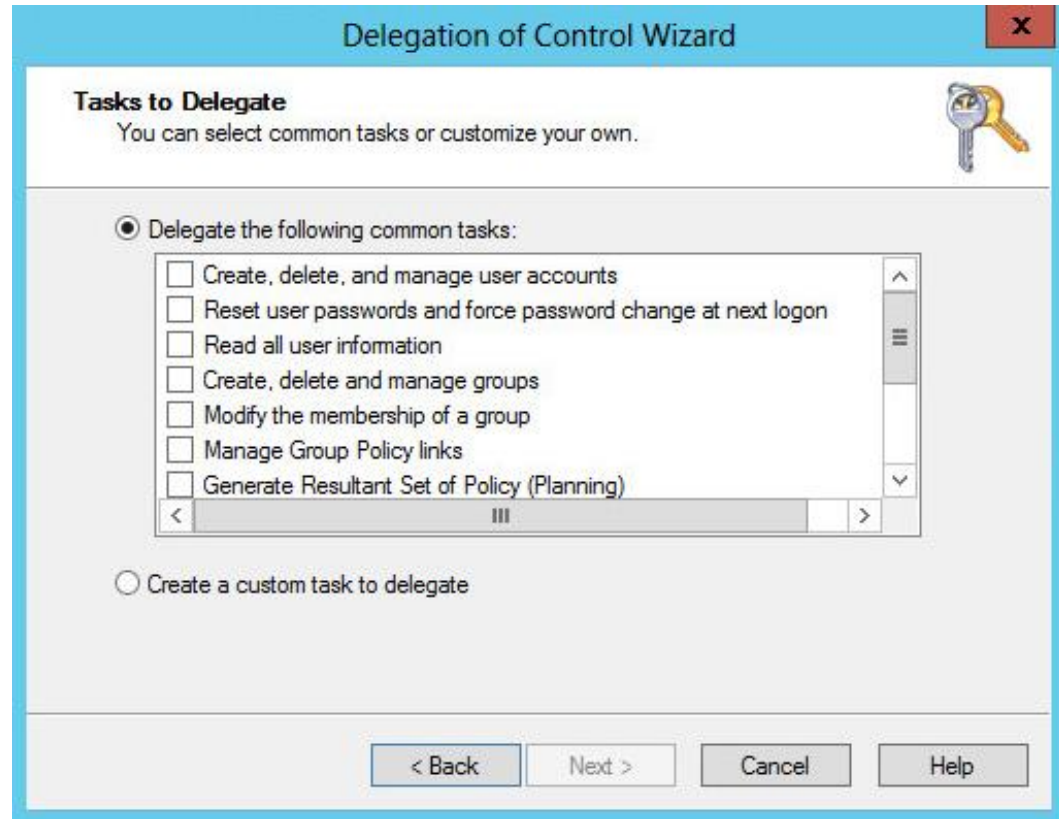 Delegation of Control Wizard
x
Tasks to Delegate
You can select common tasks or customize your own.
Delegate the following common tasks:
Create, delete, and manage user accounts
Reset user passwords and force password change at next logon
Read all user information
Create, delete and manage groups
Modify the membership of a group
Manage Group Policy links
Generate Resultant Set of Policy (Planning)
Create a custom task to delegate
< Back
Next >
Cancel
Help